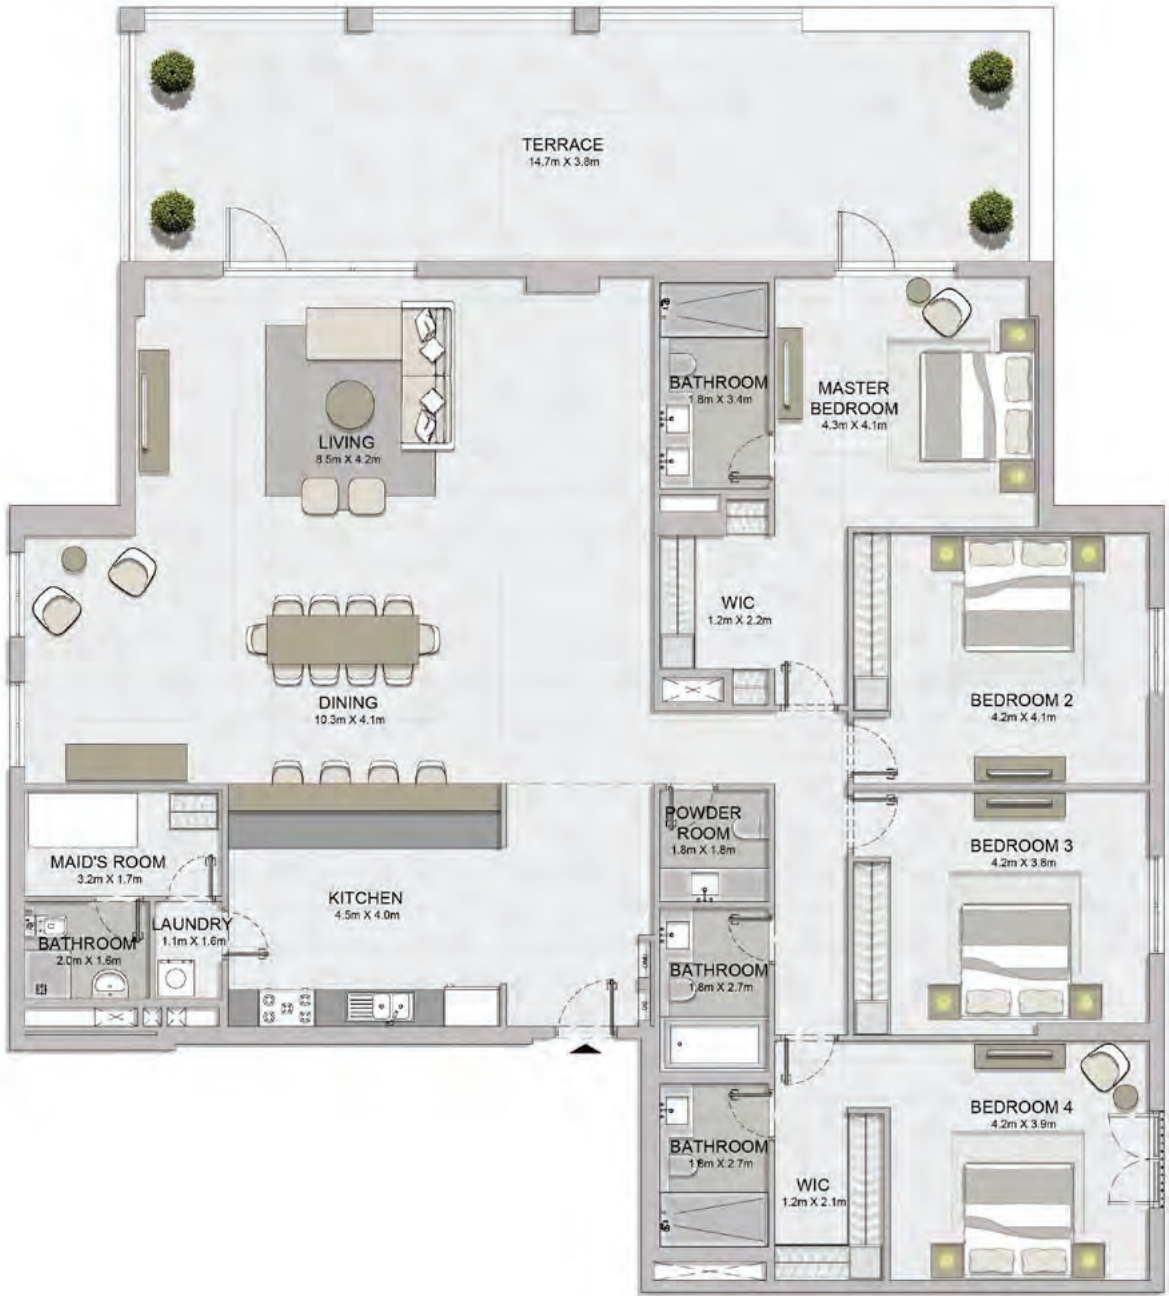 TERRACE
14.7m X 3.8m
BATHROOM
1.8m X 3.4m
MASTER
BEDROOM
4.3m X 4.1m
LIVING
8.5m X 4.2m
WIC
1.2m X 2.2m
DINING
10.3m X 4.1m
BEDROOM 2
4.2m X 4.1m
POWDER
ROOM
1.8m X 1.8m
BEDROOM 3
4.2m X 3.8m
MAID'S ROOM
3.2m X 1.7m
KITCHEN
4.5m X 4.0m
LAUNDRY
1.1m X 1.6m
BATHROOM
2.0m X 1.6m
BATHROOM
1.8m X 2.7m
BEDROOM 4
4.2m X 3.9m
BATHROOM
1.8m X 2.7m
WIC
1.2m X 2.1m